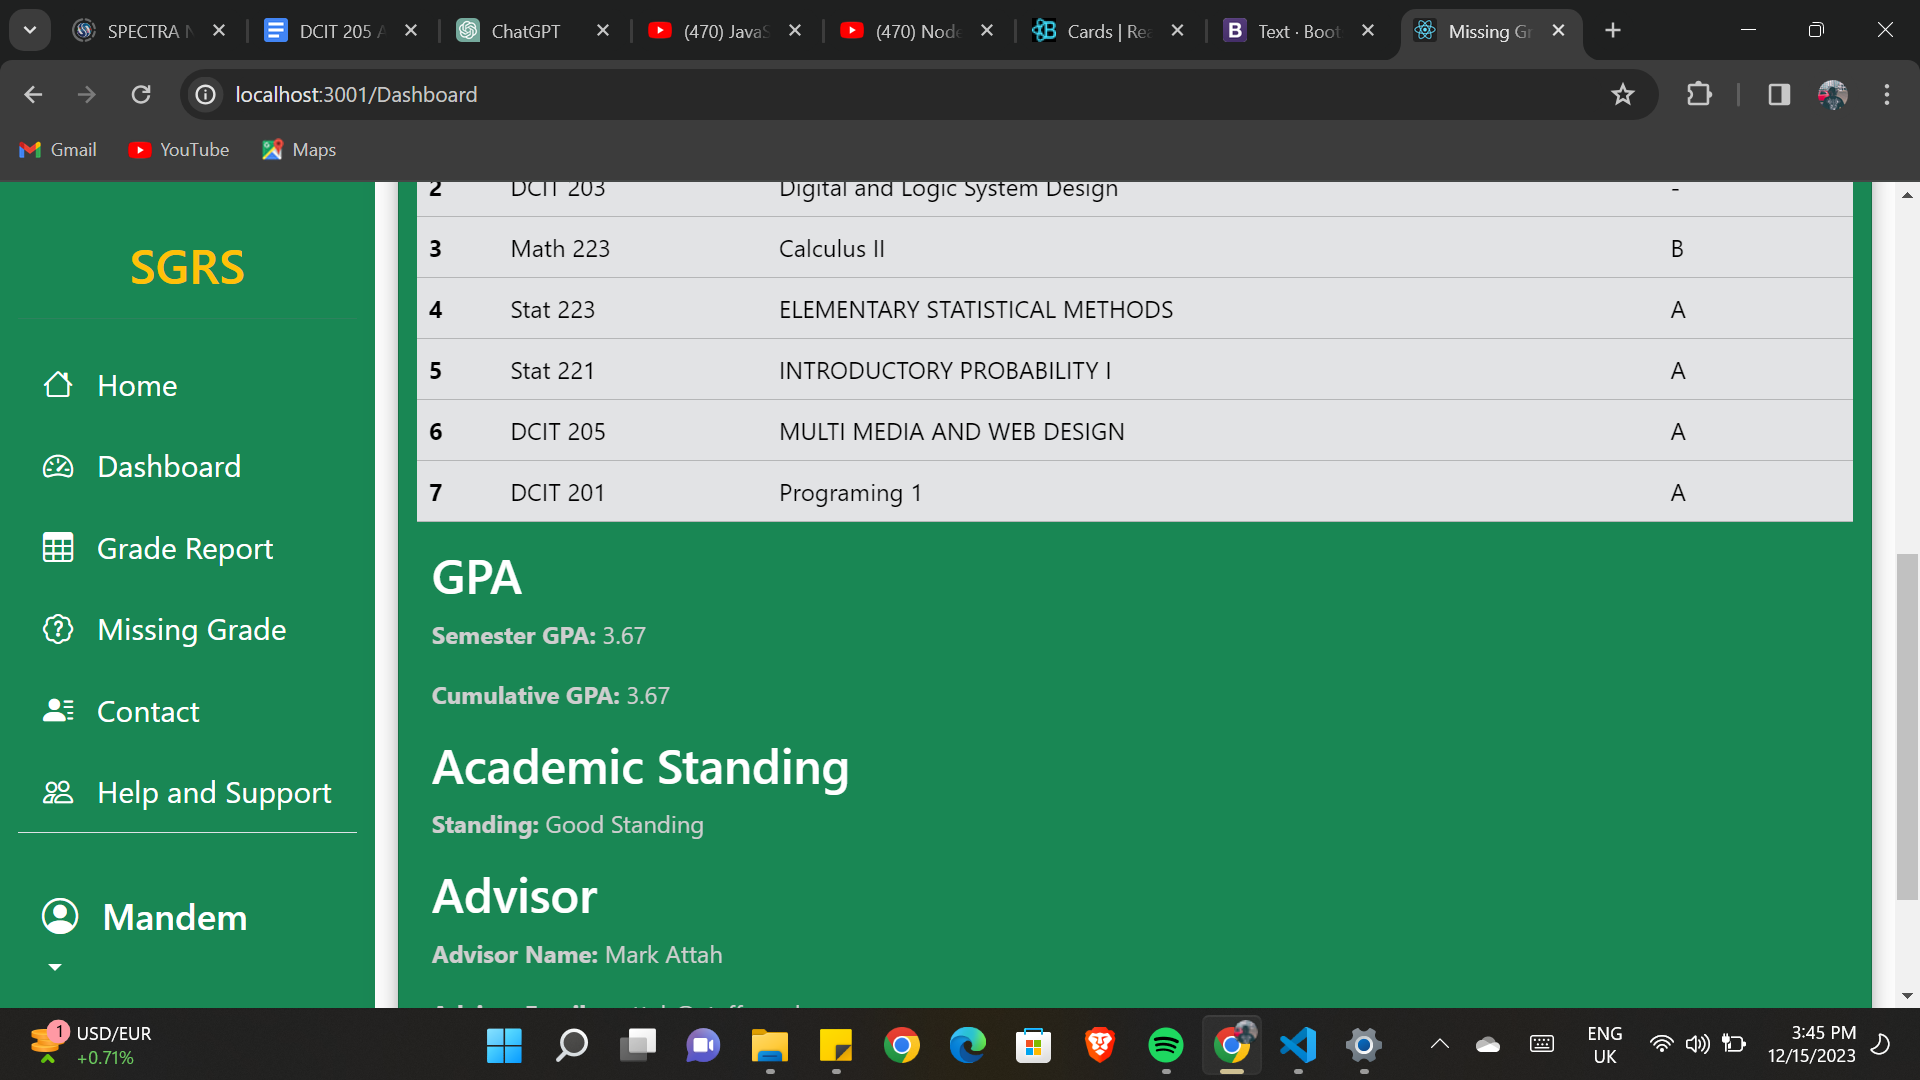 SPECTRA
DCIT 205
ChatGPT
(470) JavaS
(470) Node
Cards | Rea
Text · Boot
Missing Gr
localhost:3001/Dashboard
Gmail
YouTube
Maps
SGRS
Home
Dashboard
Grade Report
Missing Grade
Contact
Help and Support
Mandem
2 DCIT 203 Digital and Logic System Design -
3 Math 223 Calculus II B
4 Stat 223 ELEMENTARY STATISTICAL METHODS A
5 Stat 221 INTRODUCTORY PROBABILITY I A
6 DCIT 205 MULTI MEDIA AND WEB DESIGN A
7 DCIT 201 Programing 1 A
GPA
Semester GPA: 3.67
Cumulative GPA: 3.67
Academic Standing
Standing: Good Standing
Advisor
Advisor Name: Mark Attah
1 USD/EUR
+0.71%
ENG
UK
3:45 PM
12/15/2023